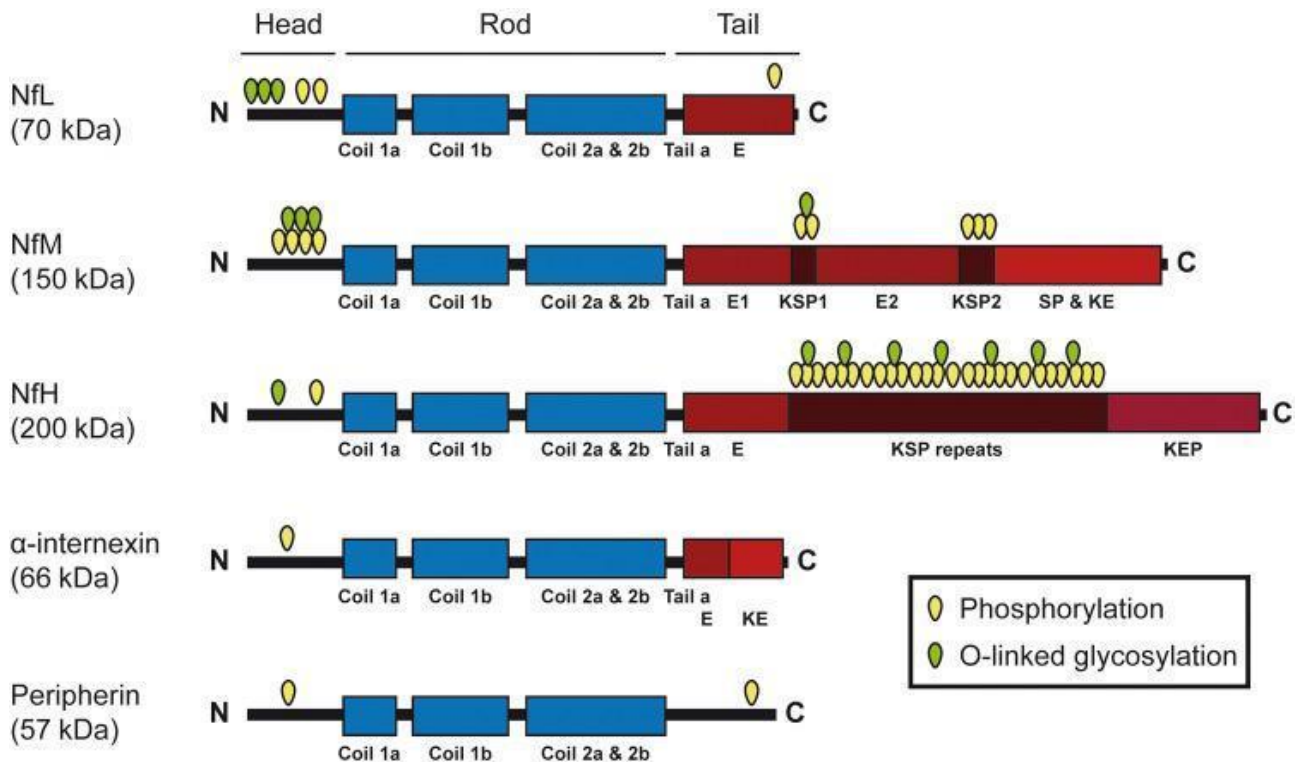 Head Rod Tail
NfL
(70 kDa)
N C
Coil 1a Coil 1b Coil 2a & 2b Tail a E
NfM
(150 kDa)
N C
Coil 1a Coil 1b Coil 2a & 2b Tail a E1 KSP1 E2 KSP2 SP & KE
NfH
(200 kDa)
N C
Coil 1a Coil 1b Coil 2a & 2b Tail a E KSP repeats KEP
α-internexin
(66 kDa)
N C
Coil 1a Coil 1b Coil 2a & 2b Tail a
E KE
Peripherin
(57 kDa)
N C
Coil 1a Coil 1b Coil 2a & 2b
Phosphorylation
O-linked glycosylation